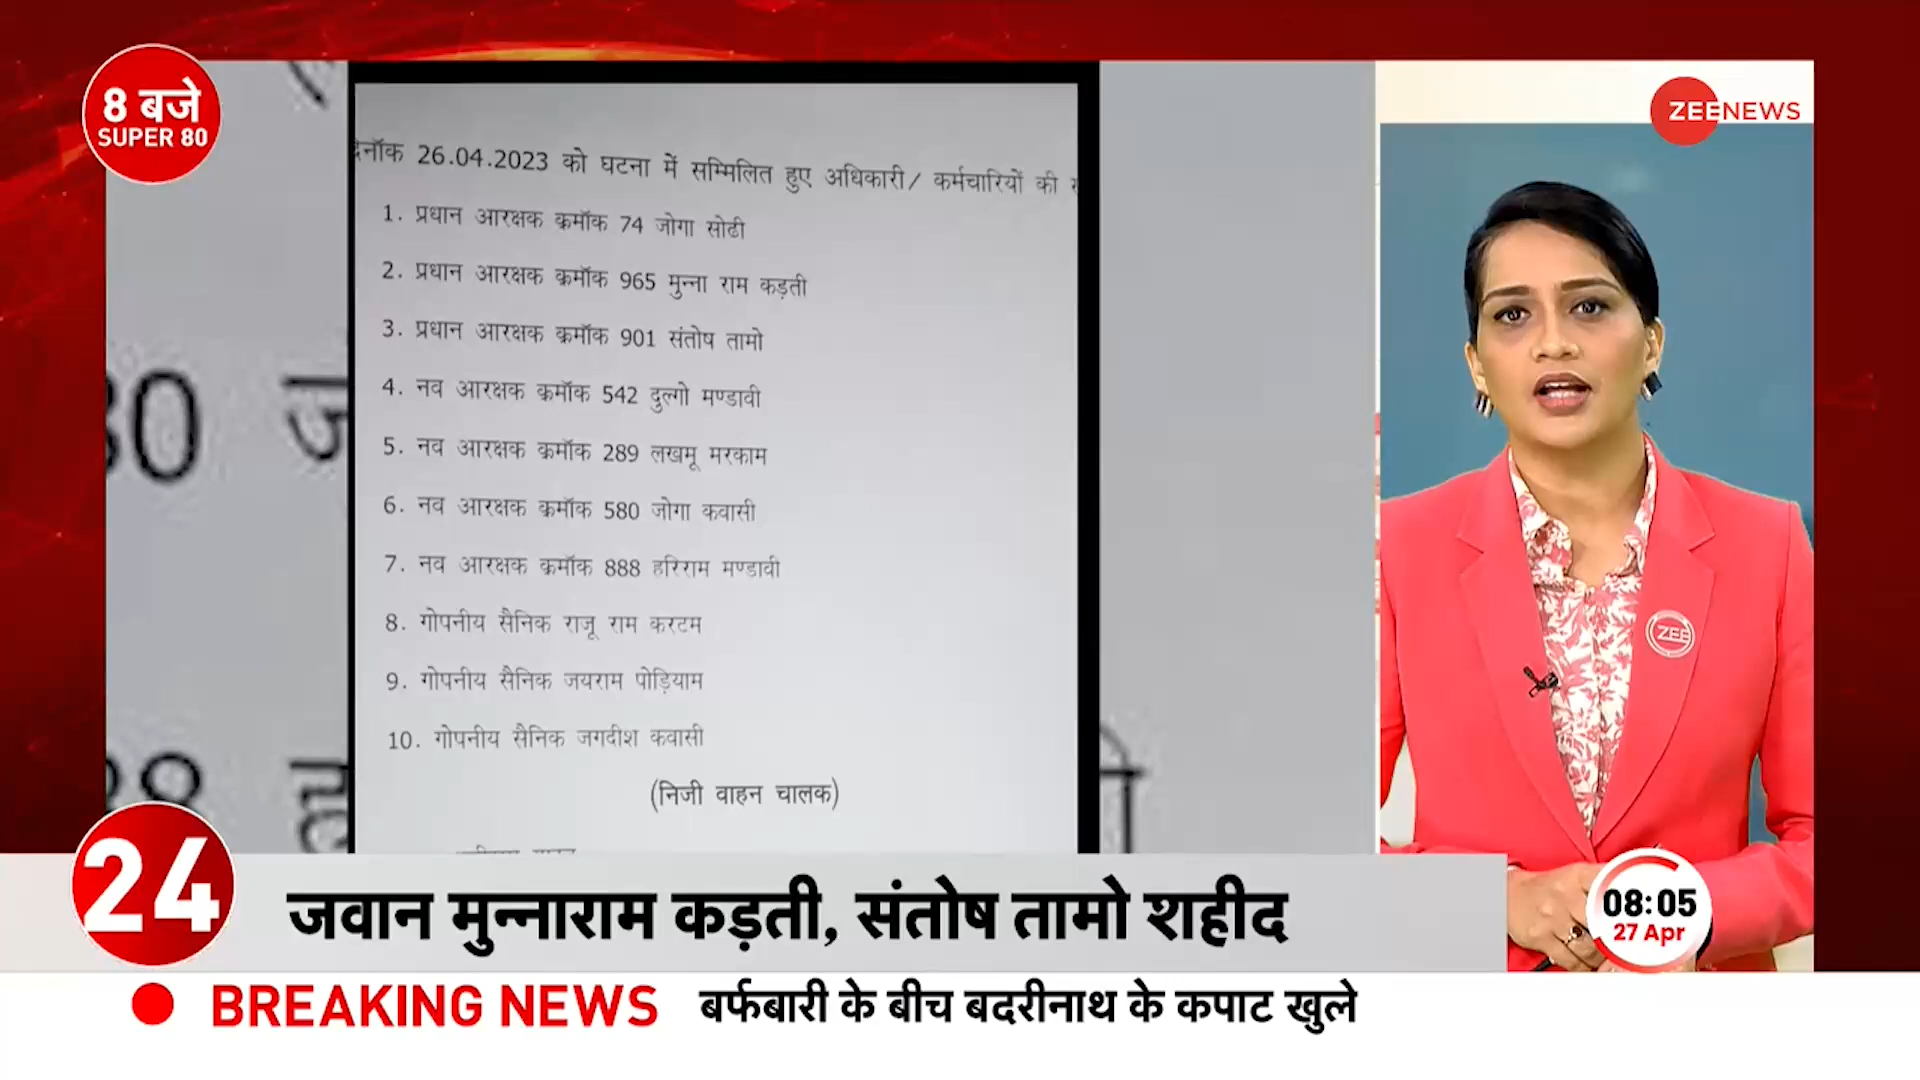 8 बजे
SUPER 80
ZEENEWS
26.04.2023 को घटना में सम्मिलित हुए अधिकारी/ कर्मचारियों की
1. प्रधान आरक्षक क्रमॉक 74 जोगा सोढी
2. प्रधान आरक्षक क्रमॉक 965 मुन्ना राम कड़ती
3. प्रधान आरक्षक क्रमॉक 901 संतोष तामो
4. नव आरक्षक क्रमॉक 542 दुल्गो मण्डावी
5. नव आरक्षक क्रमॉक 289 लखमू मरकाम
6. नव आरक्षक क्रमॉक 580 जोगा कवासी
7. नव आरक्षक क्रमॉक 888 हरिराम मण्डावी
8. गोपनीय सैनिक राजू राम करटम
9. गोपनीय सैनिक जयराम पोड़ियाम
10. गोपनीय सैनिक जगदीश कवासी
(निजी वाहन चालक)
ZEE
24
जवान मुन्नाराम कड़ती, संतोष तामो शहीद
08:05
27 Apr
BREAKING NEWS बर्फबारी के बीच बदरीनाथ के कपाट खुले